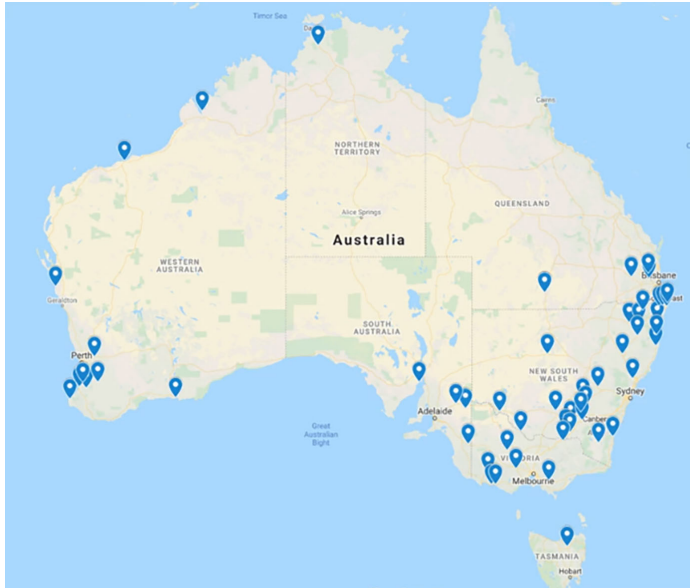 Timor Sea
Da
Cairns
NORTHERN
TERRITORY
QUEENSLAND
Alice Springs
Australia
WESTERN
AUSTRALIA
Brisbane
Geraldton
SOUTH
AUSTRALIA
Perth
NEW SOUTH
WALES
Sydney
Adelaide
Canberra
Great
Australian
Bight
VICTORIA
Melbourne
TASMANIA
Hobart